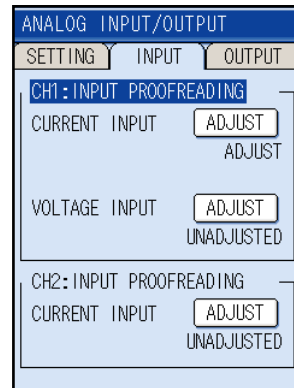 ANALOG INPUT/OUTPUT
SETTING INPUT OUTPUT
CH1:INPUT PROOFREADING
CURRENT INPUT ADJUST
ADJUST
VOLTAGE INPUT ADJUST
UNADJUSTED
CH2:INPUT PROOFREADING
CURRENT INPUT ADJUST
UNADJUSTED